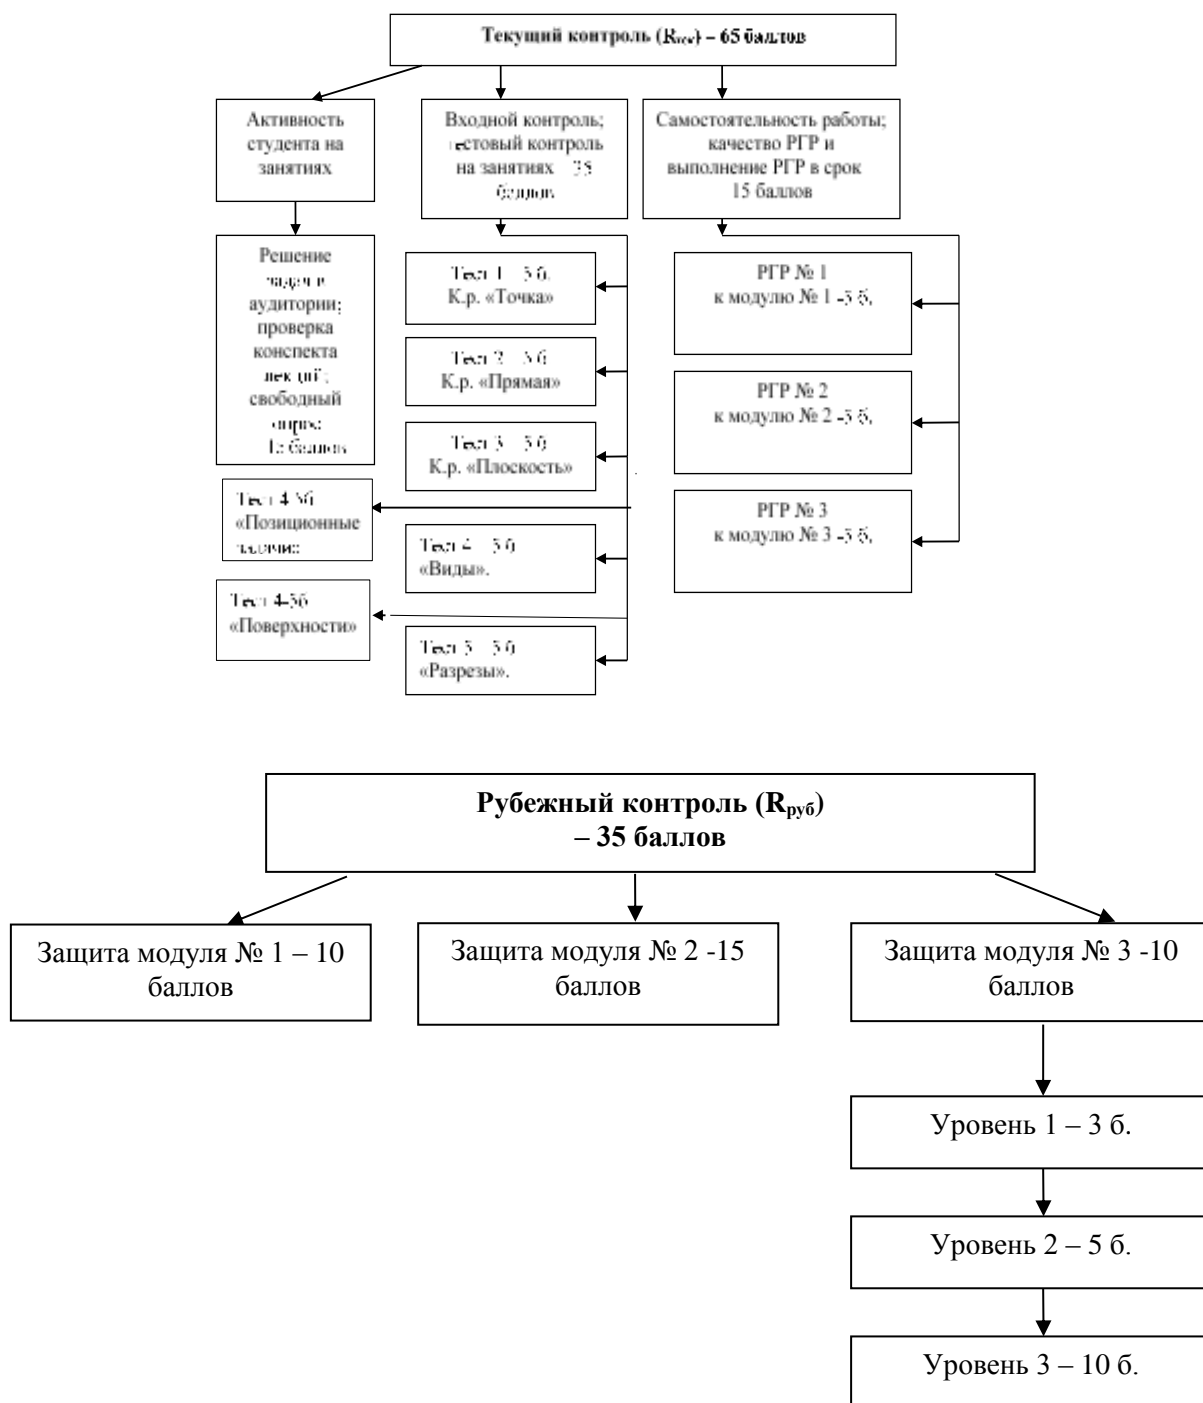 Текущий контроль (Rтек) – 65 баллов
Активность
студента на
занятиях
Входной контроль;
тестовый контроль
на занятиях 35
баллов
Самостоятельность работы;
качество РГР и
выполнение РГР в срок
15 баллов
Решение
задач в
аудитории;
проверка
конспекта
лекций;
свободный
опрос
баллов
Тест 1 – 5 б.
К.р. «Точка»
Тест 2 – 5 б
К.р. «Прямая»
Тест 3 – 5 б
К.р. «Плоскость»
Тест 4-5б
«Позиционные
задачи»
Тест 4 – 5 б
«Виды».
Тест 4-5б
«Поверхности»
Тест 5 – 5 б
«Разрезы».
РГР № 1
к модулю № 1 -5 б,
РГР № 2
к модулю № 2 -5 б,
РГР № 3
к модулю № 3 -5 б,
Рубежный контроль (Rруб)
– 35 баллов
Защита модуля № 1 – 10
баллов
Защита модуля № 2 -15
баллов
Защита модуля № 3 -10
баллов
Уровень 1 – 3 б.
Уровень 2 – 5 б.
Уровень 3 – 10 б.